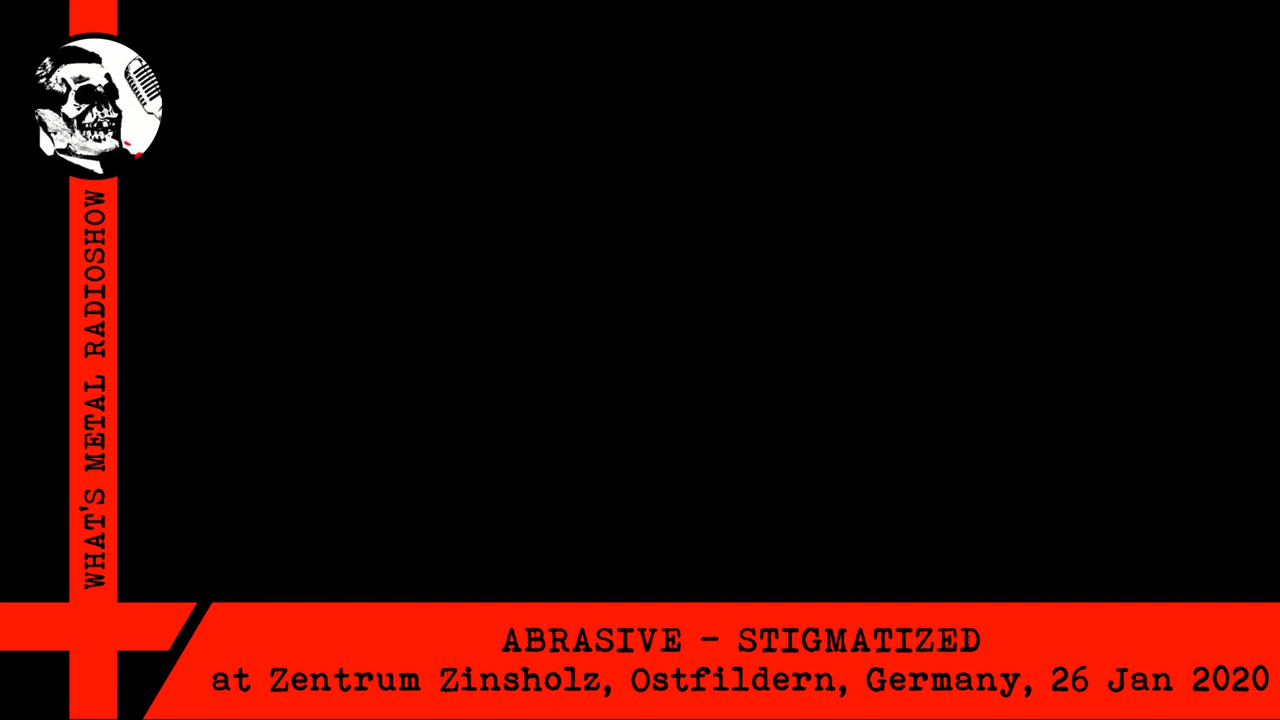 WHAT'S METAL RADIOSHOW
ABRASIVE - STIGMATIZED
at Zentrum Zinsholz, Ostfildern, Germany, 26 Jan 2020